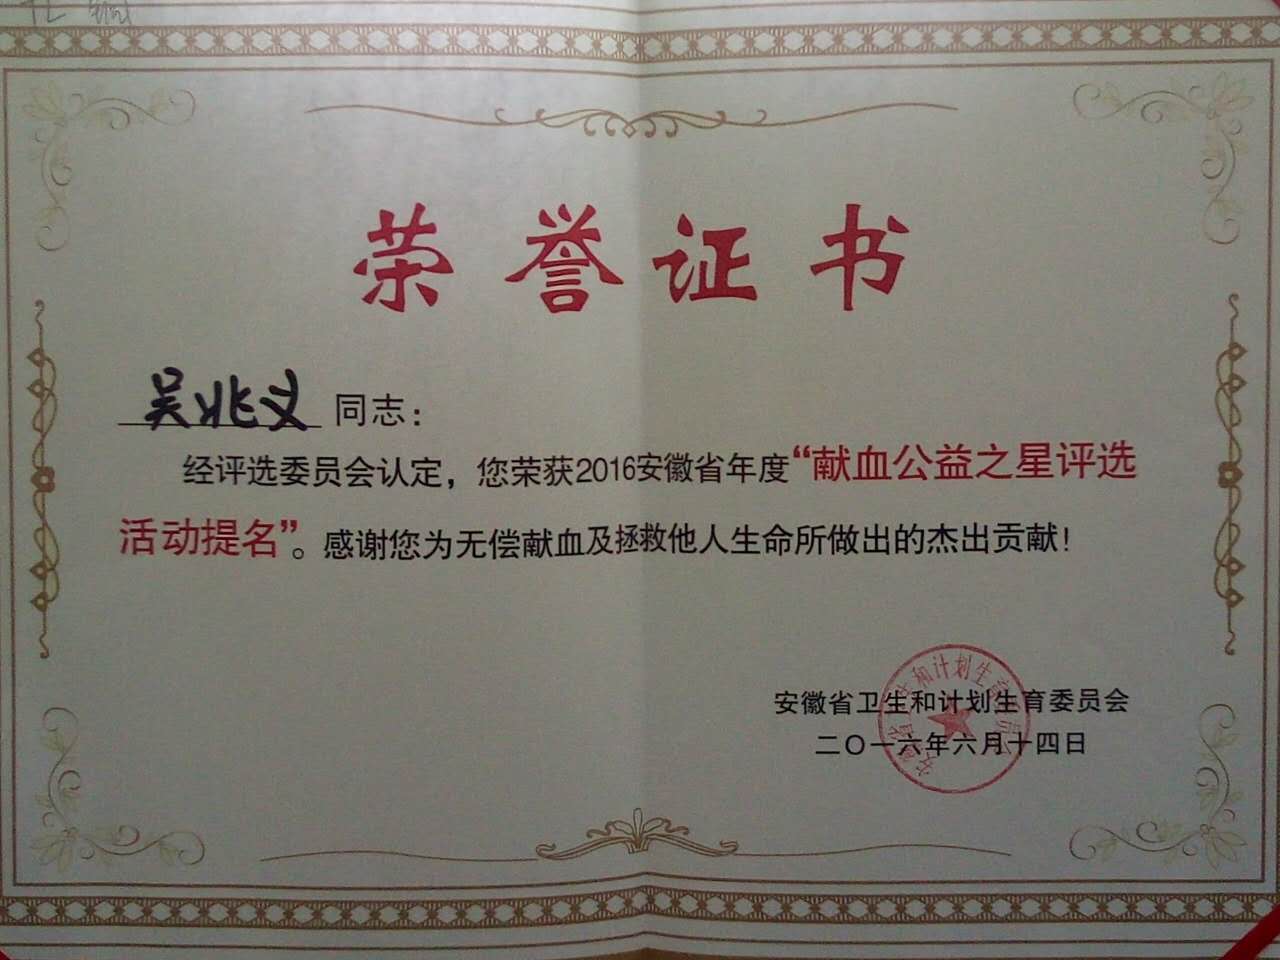 荣誉证书
吴兆义 同志：
经评选委员会认定，您荣获2016安徽省年度“献血公益之星评选
活动提名”。感谢您为无偿献血及拯救他人生命所做出的杰出贡献！
安徽省卫生和计划生育委员会
二〇一六年六月十四日